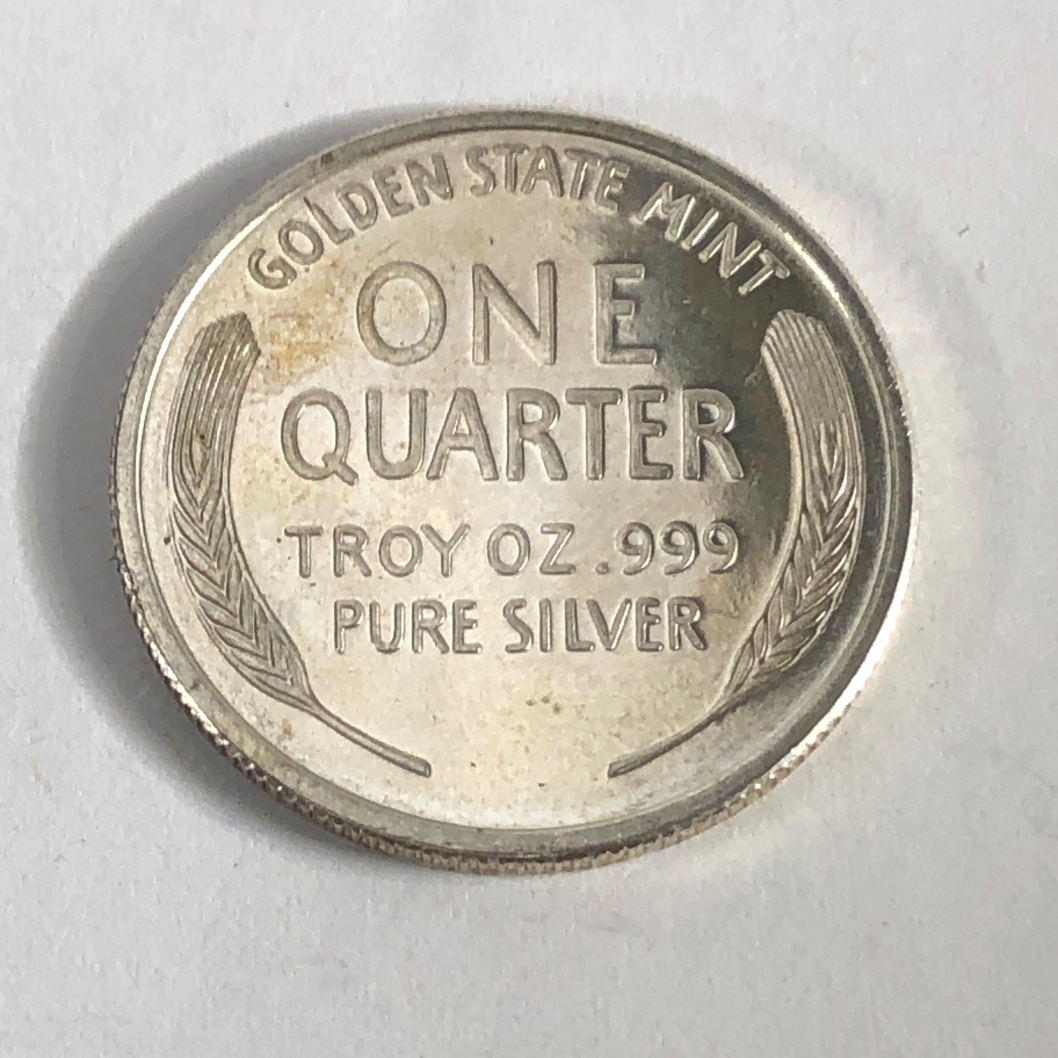 GOLDEN STATE MINT
ONE
QUARTER
TROY OZ .999
PURE SILVER